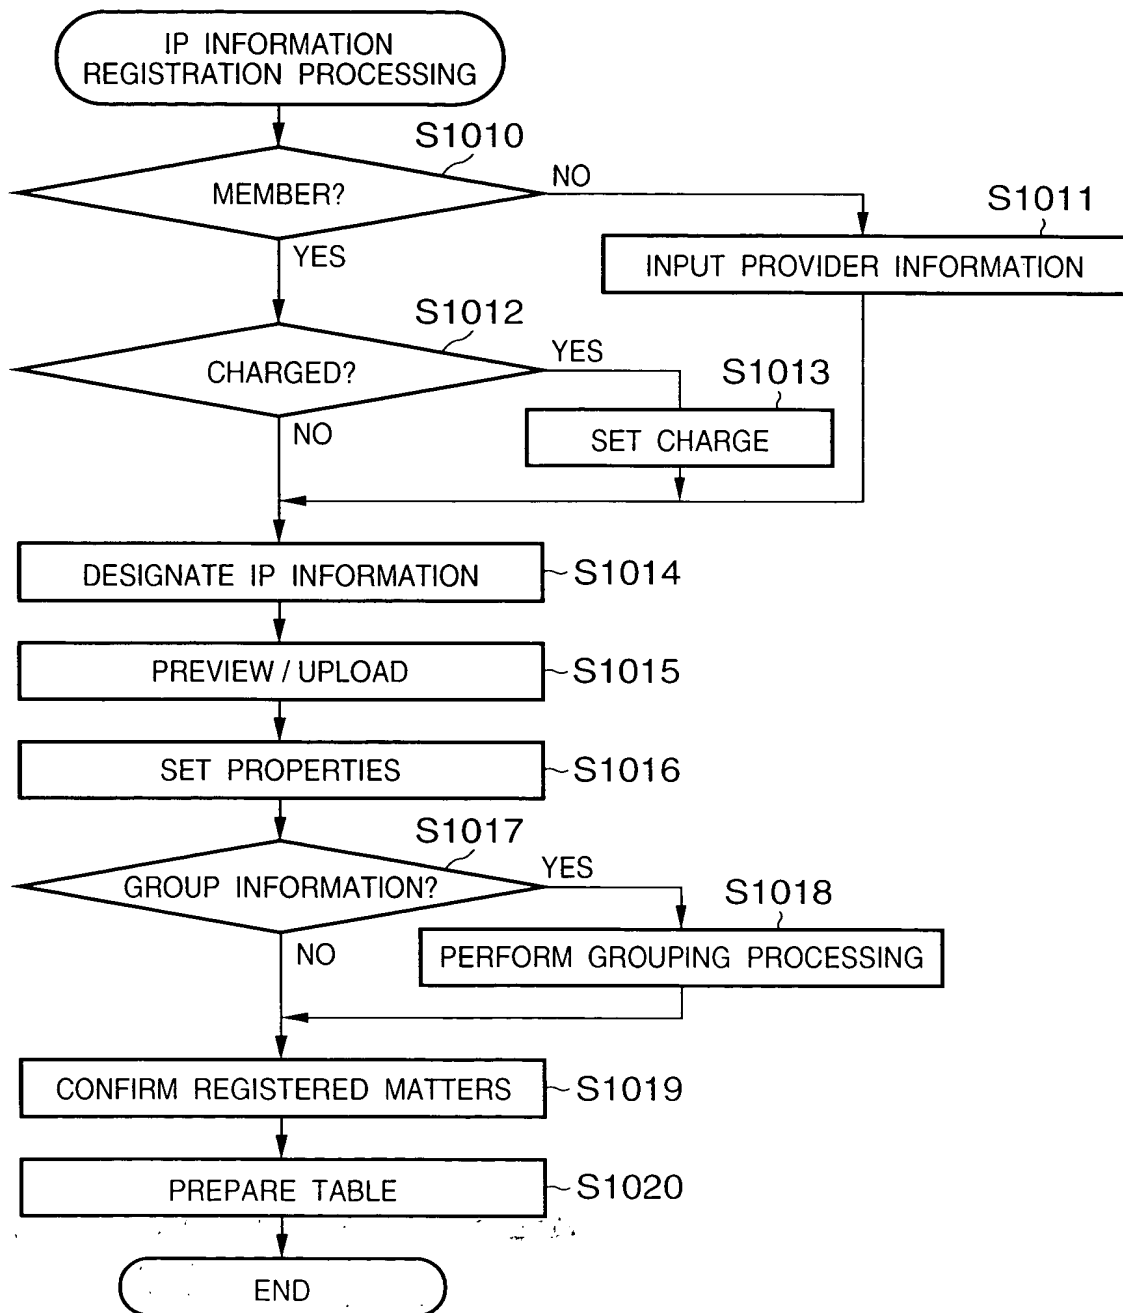 IP INFORMATION
REGISTRATION PROCESSING
S1010
MEMBER?
NO
S1011
YES
INPUT PROVIDER INFORMATION
S1012
CHARGED?
YES
S1013
NO
SET CHARGE
DESIGNATE IP INFORMATION
S1014
PREVIEW / UPLOAD
S1015
SET PROPERTIES
S1016
S1017
GROUP INFORMATION?
YES
S1018
NO
PERFORM GROUPING PROCESSING
CONFIRM REGISTERED MATTERS
S1019
PREPARE TABLE
S1020
END